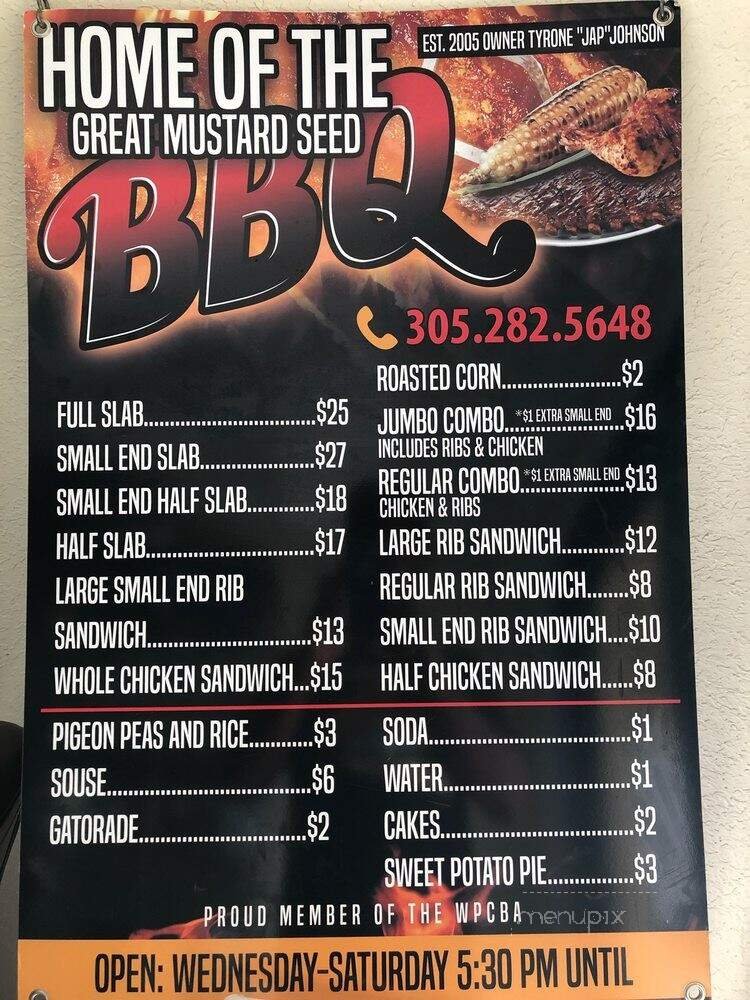 EST. 2005 OWNER TYRONE "JAP"JOHNSON
HOME OF THE
GREAT MUSTARD SEED
BBQ
305.282.5648
FULL SLAB..............................$25
SMALL END SLAB....................$27
SMALL END HALF SLAB............$18
HALF SLAB..............................$17
LARGE SMALL END RIB
SANDWICH.............................$13
WHOLE CHICKEN SANDWICH...$15
ROASTED CORN.....................$2
JUMBO COMBO..*$1 EXTRA SMALL END..$16
INCLUDES RIBS & CHICKEN
REGULAR COMBO..*$1 EXTRA SMALL END.$13
CHICKEN & RIBS
LARGE RIB SANDWICH...........$12
REGULAR RIB SANDWICH.......$8
SMALL END RIB SANDWICH...$10
HALF CHICKEN SANDWICH.....$8
PIGEON PEAS AND RICE...........$3
SOUSE....................................$6
GATORADE..............................$2
SODA....................................$1
WATER.................................$1
CAKES..................................$2
SWEET POTATO PIE...............$3
PROUD MEMBER OF THE WPCBA
menupix
OPEN: WEDNESDAY-SATURDAY 5:30 PM UNTIL